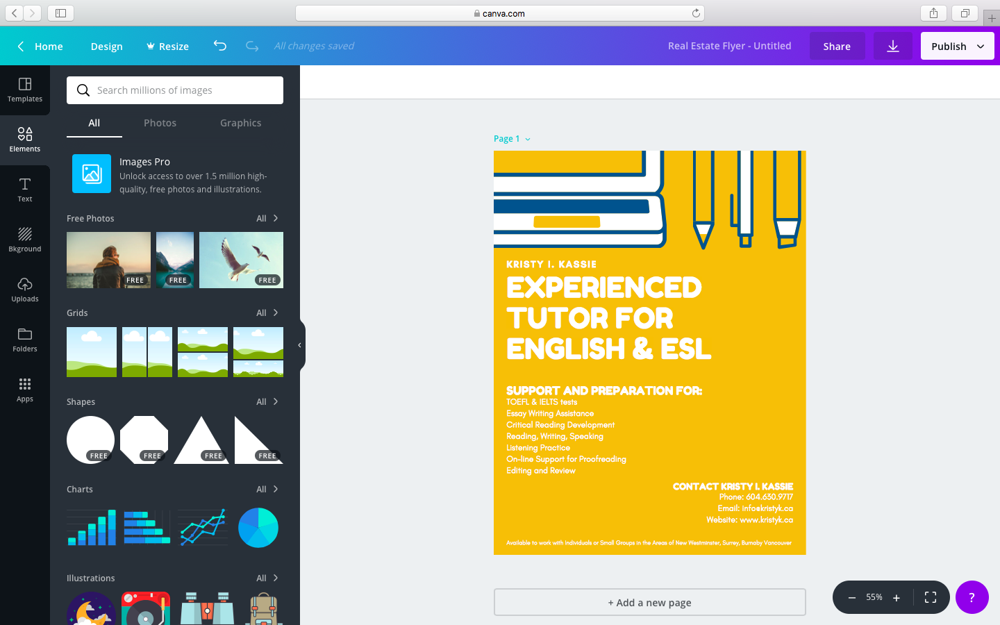 canva.com
Home
Design
Resize
All changes saved
Real Estate Flyer - Untitled
Share
Publish
Templates
Elements
Text
Bkground
Uploads
Folders
Apps
Search millions of images
All
Photos
Graphics
Images Pro
Unlock access to over 1.5 million high-
quality, free photos and illustrations.
Free Photos
All
FREE
FREE
FREE
Grids
All
Shapes
All
FREE
FREE
FREE
FREE
Charts
All
Illustrations
All
Page 1
KRISTY I. KASSIE
EXPERIENCED
TUTOR FOR
ENGLISH & ESL
SUPPORT AND PREPARATION FOR:
TOEFL & IELTS tests
Essay Writing Assistance
Critical Reading Development
Reading, Writing, Speaking
Listening Practice
On-line Support for Proofreading
Editing and Review
CONTACT KRISTY I. KASSIE
Phone: 604.630.9717
Email: info@kristyk.ca
Website: www.kristyk.ca
Available to work with Individuals or Small Groups in the Areas of New Westminster, Surrey, Burnaby Vancouver
+ Add a new page
− 55% +
?